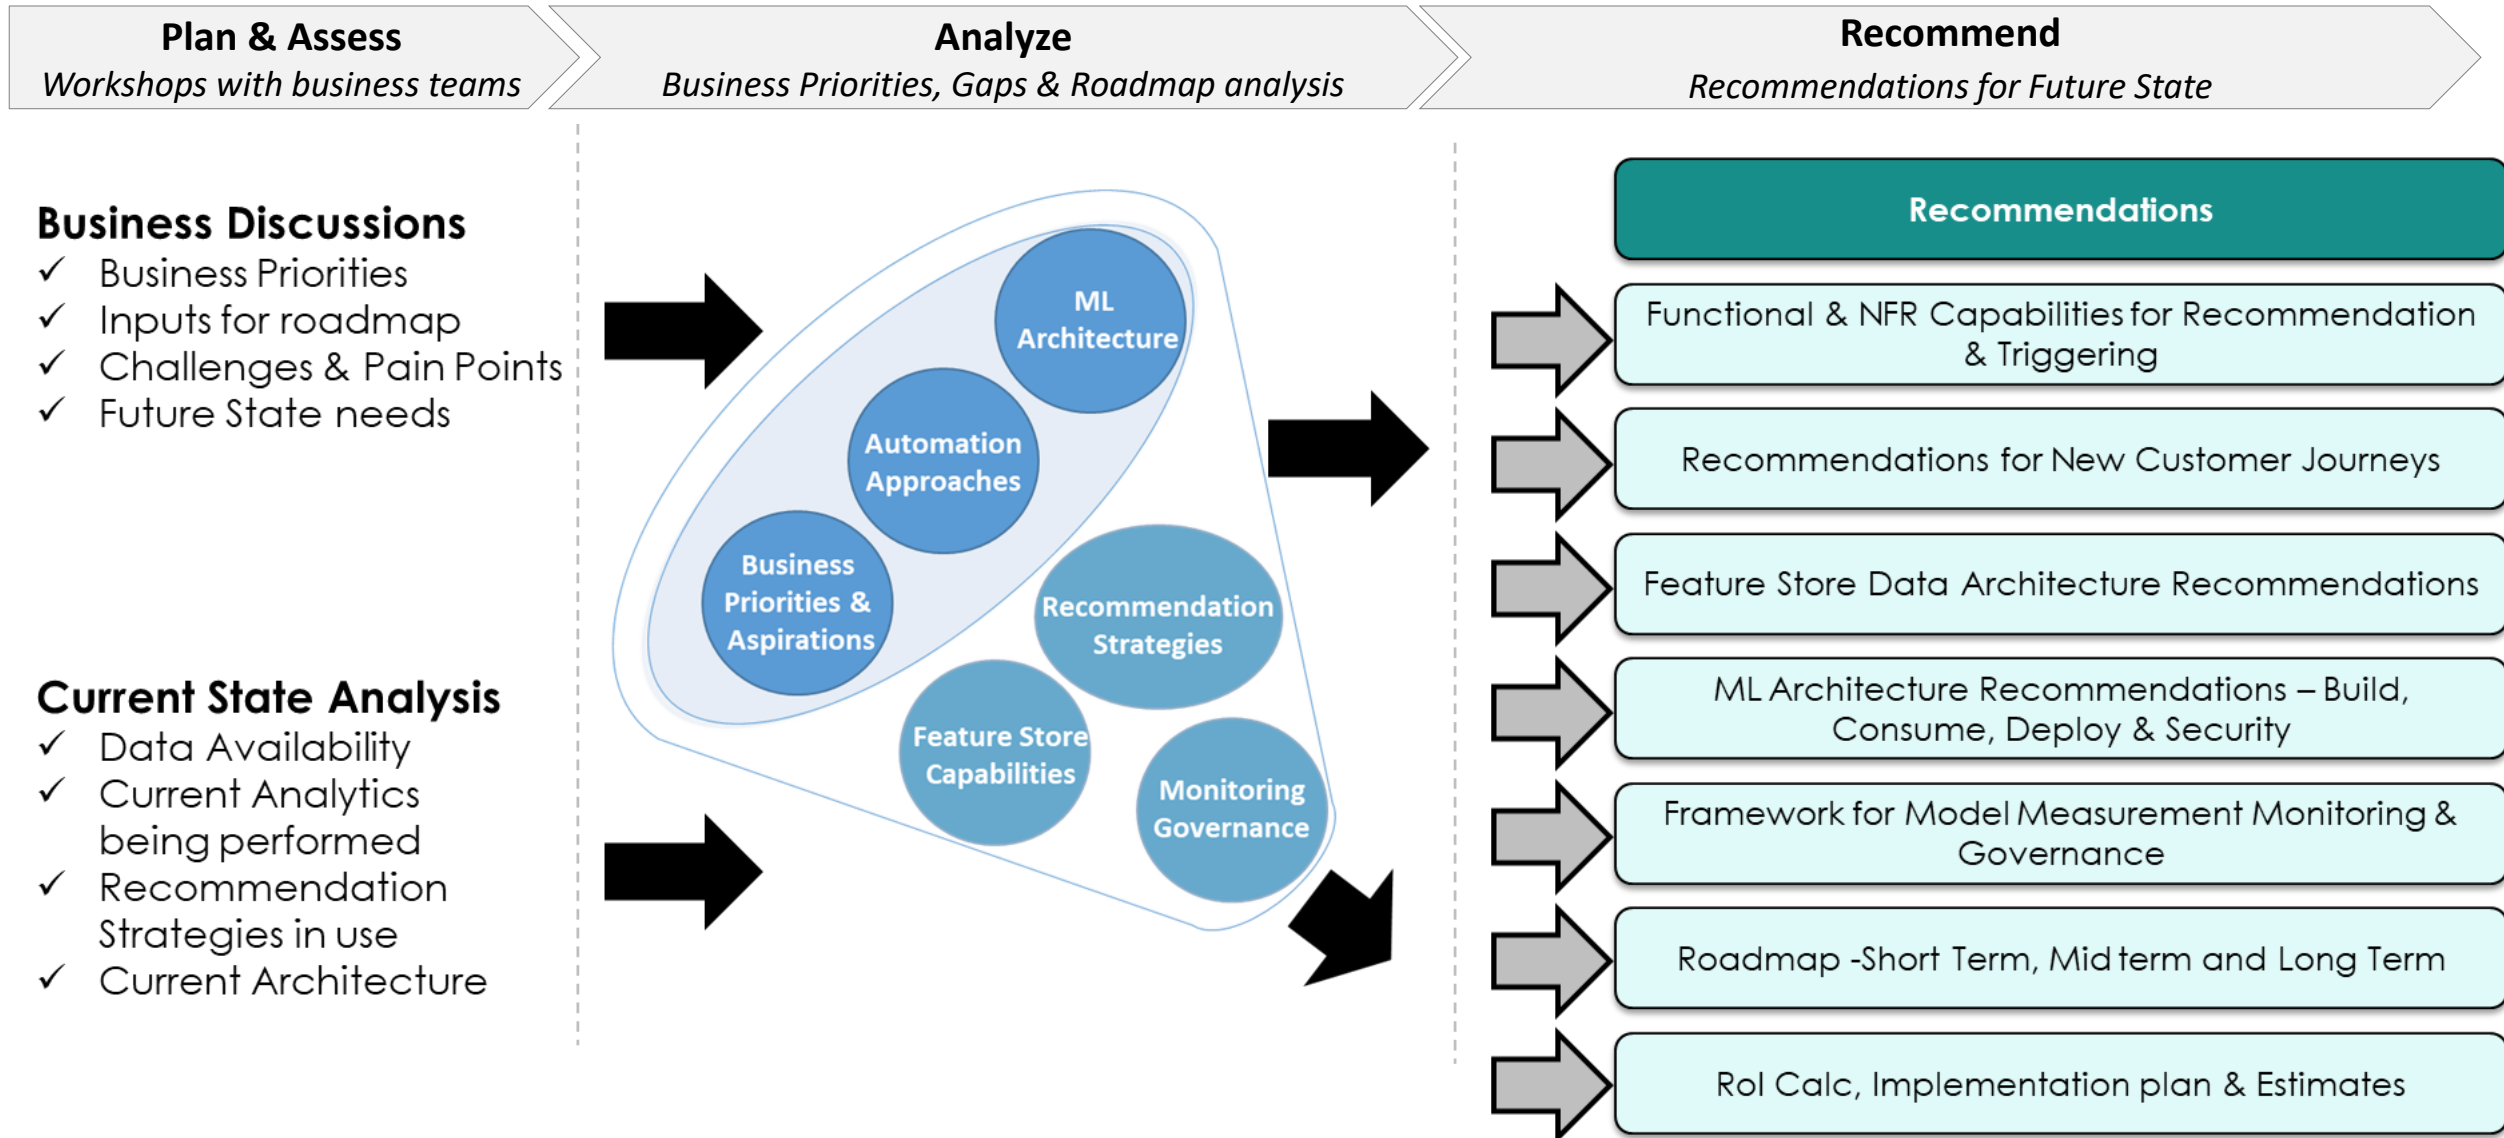 Plan & Assess
Workshops with business teams
Analyze
Business Priorities, Gaps & Roadmap analysis
Recommend
Recommendations for Future State
Business Discussions
✓ Business Priorities
✓ Inputs for roadmap
✓ Challenges & Pain Points
✓ Future State needs
Current State Analysis
✓ Data Availability
✓ Current Analytics
being performed
✓ Recommendation
Strategies in use
✓ Current Architecture
ML
Architecture
Automation
Approaches
Business
Priorities &
Aspirations
Recommendation
Strategies
Feature Store
Capabilities
Monitoring
Governance
Recommendations
Functional & NFR Capabilities for Recommendation
& Triggering
Recommendations for New Customer Journeys
Feature Store Data Architecture Recommendations
ML Architecture Recommendations – Build,
Consume, Deploy & Security
Framework for Model Measurement Monitoring &
Governance
Roadmap -Short Term, Mid term and Long Term
RoI Calc, Implementation plan & Estimates